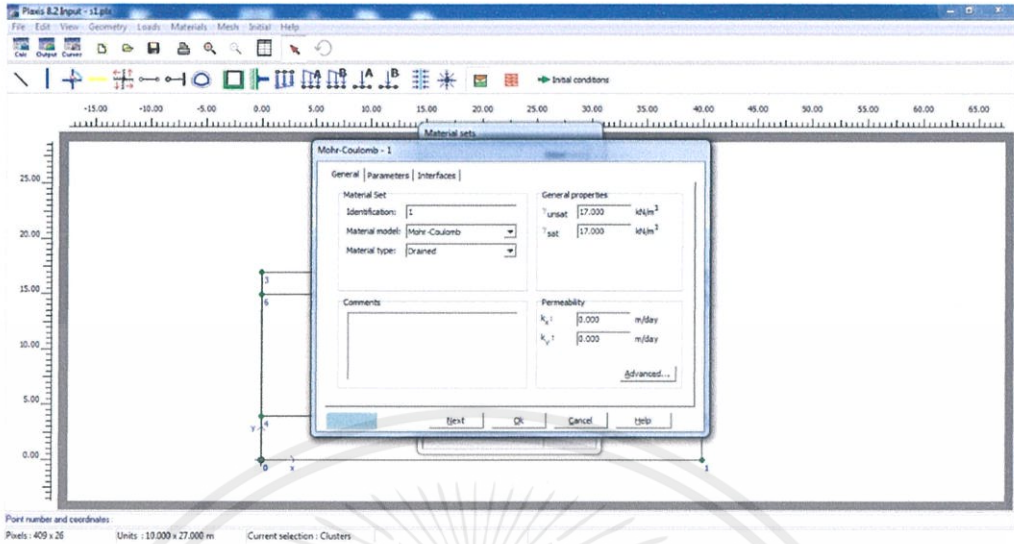 Plaxis 8.2 Input - s1.plx
File Edit View Geometry Loads Materials Mesh Initial Help
Calc Output Curves
A B A B Initial conditions
-15.00 -10.00 -5.00 0.00 5.00 10.00 15.00 20.00 25.00 30.00 35.00 40.00 45.00 50.00 55.00 60.00 65.00
Material sets
Mohr-Coulomb - 1
General Parameters Interfaces
Material Set
Identification: 1
Material model: Mohr-Coulomb
Material type: Drained
General properties
γunsat 17.000 kN/m³
γsat 17.000 kN/m³
Comments
Permeability
kx: 0.000 m/day
ky: 0.000 m/day
Advanced...
Next Ok Cancel Help
25.00
20.00
15.00
10.00
5.00
0.00
3
6
y 4
0 x 1
Point number and coordinates :
Pixels : 409 x 26 Units : 10.000 x 27.000 m Current selection : Clusters